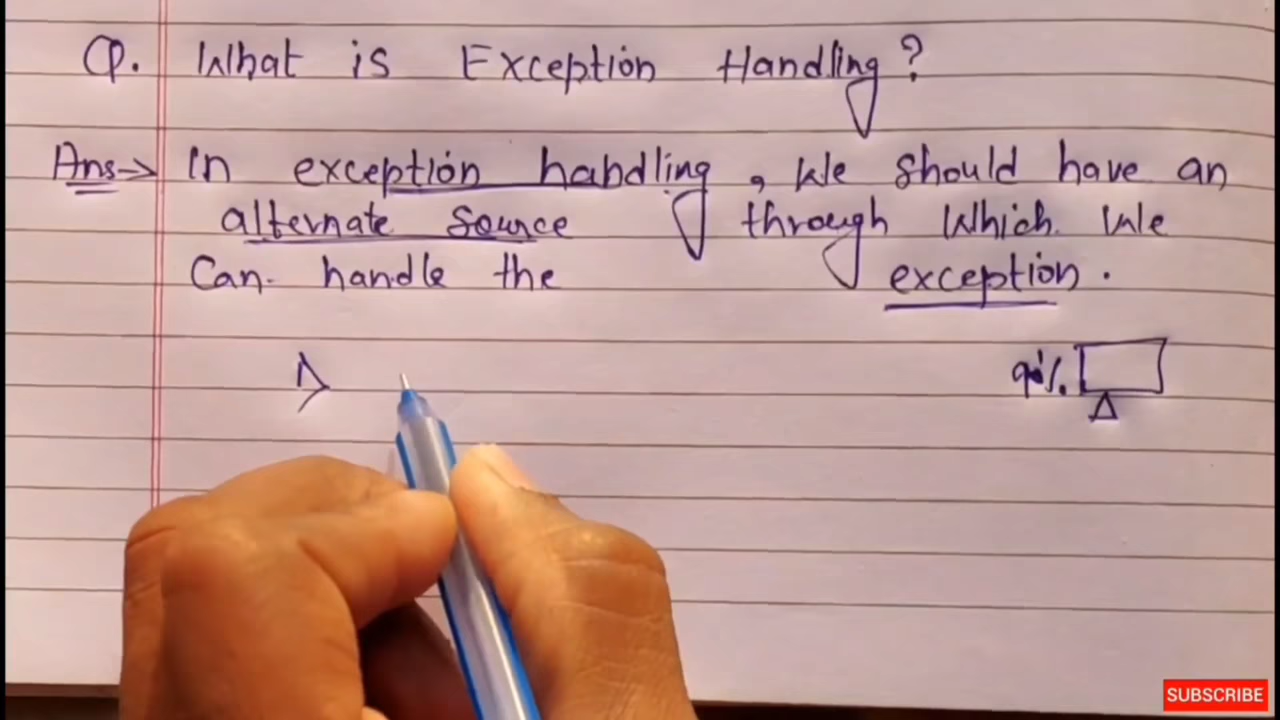 Q. What is Exception Handling?
Ans-> In exception handling, We should have an
alternate source through Which We
Can handle the exception.
90%
SUBSCRIBE